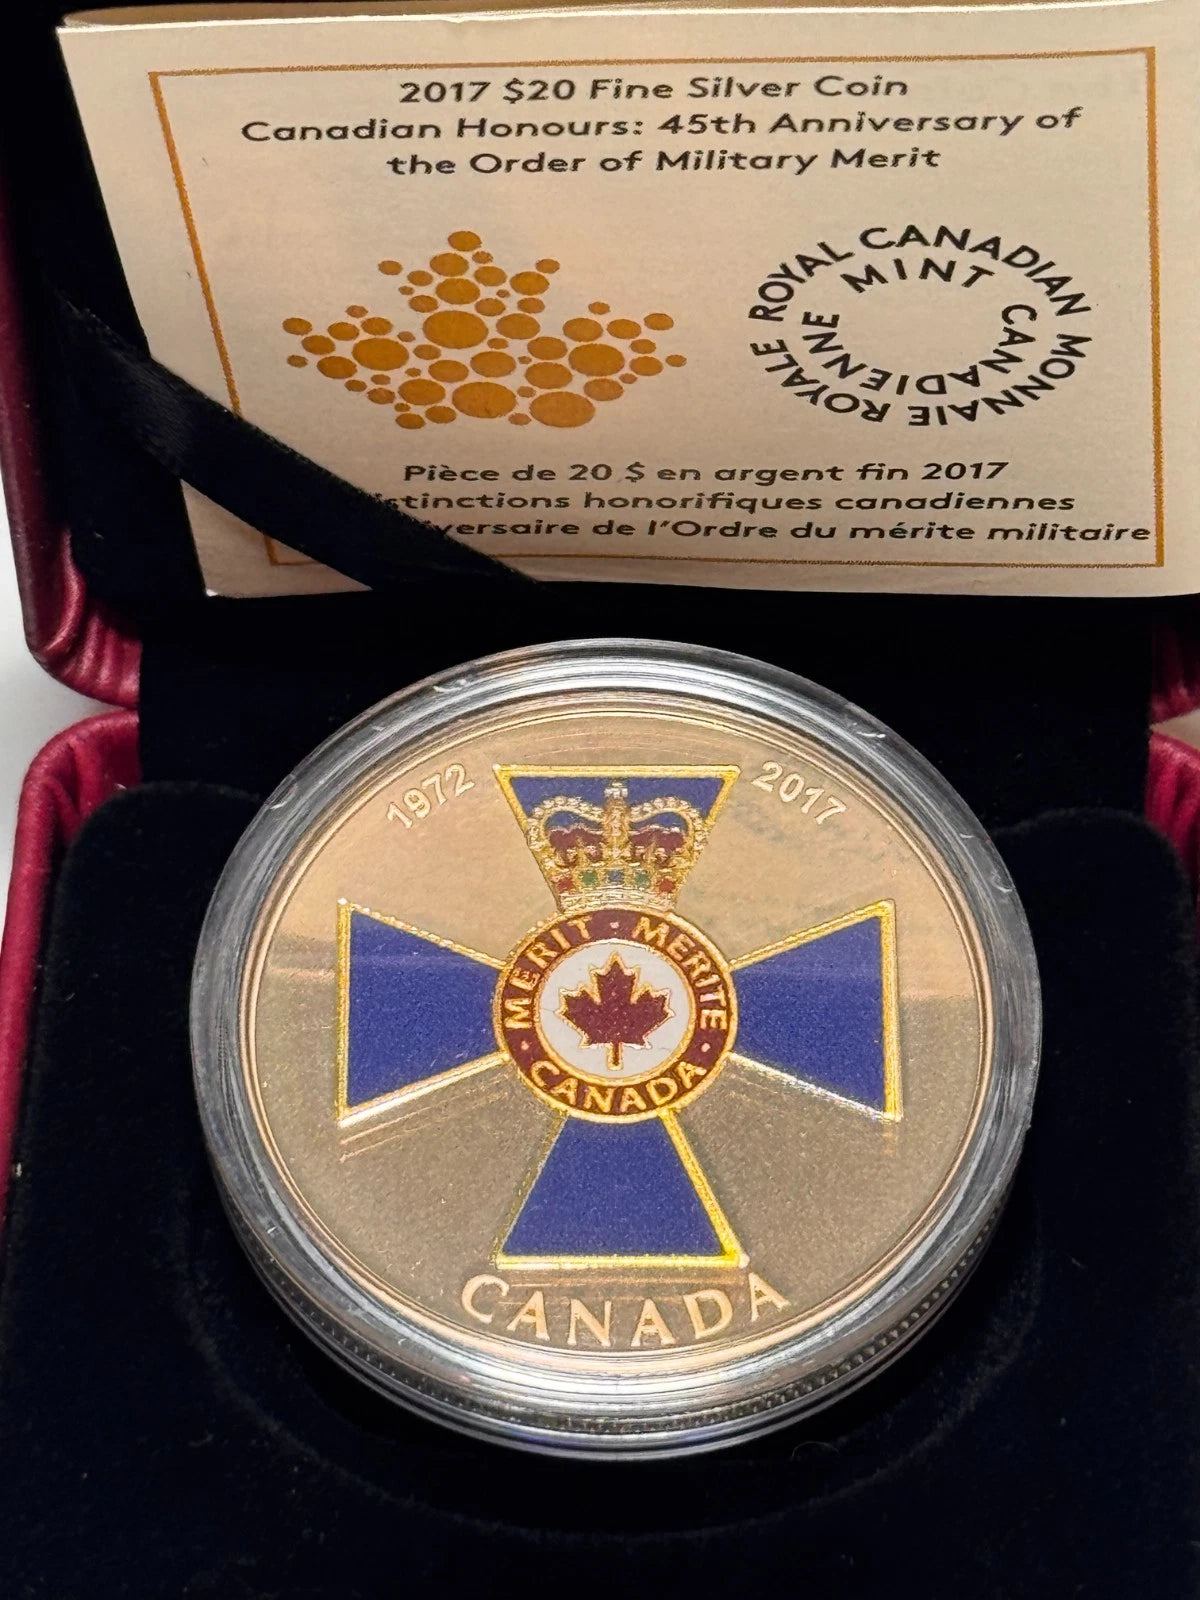 2017 $20 Fine Silver Coin
Canadian Honours: 45th Anniversary of
the Order of Military Merit
ROYAL CANADIAN MINT
MONNAIE ROYALE CANADIENNE
Pièce de 20 $ en argent fin 2017
honorifiques canadiennes
de l'Ordre du mérite militaire
1972 2017
MERIT · MERITE · CANADA ·
CANADA